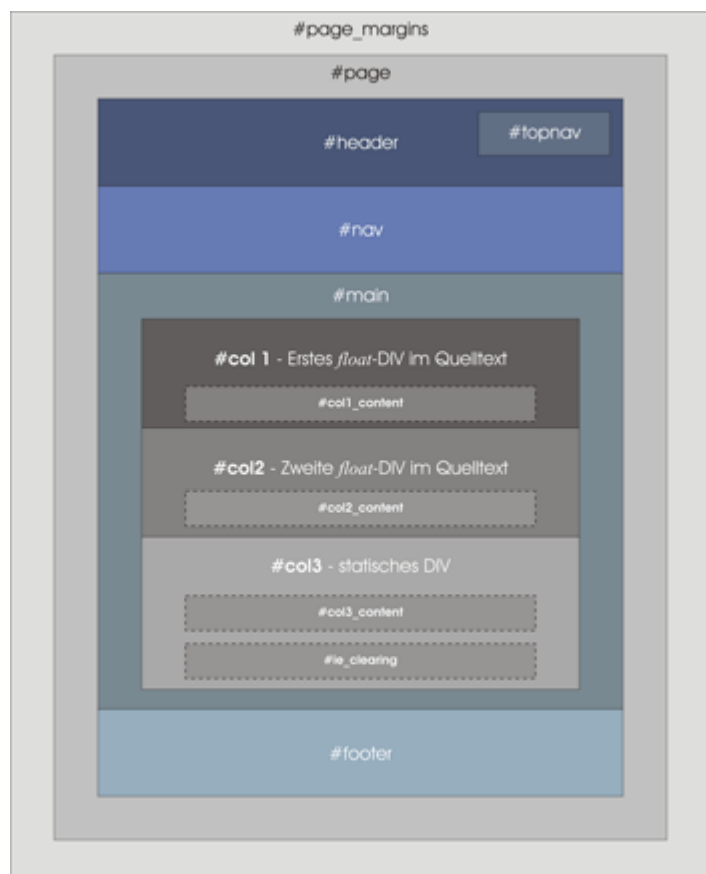 #page_margins
#page
#header
#topnav
#nav
#main
#col 1 - Erstes float-DIV im Quelltext
#col1_content
#col2 - Zweite float-DIV im Quelltext
#col2_content
#col3 - statisches DIV
#col3_content
#ie_clearing
#footer